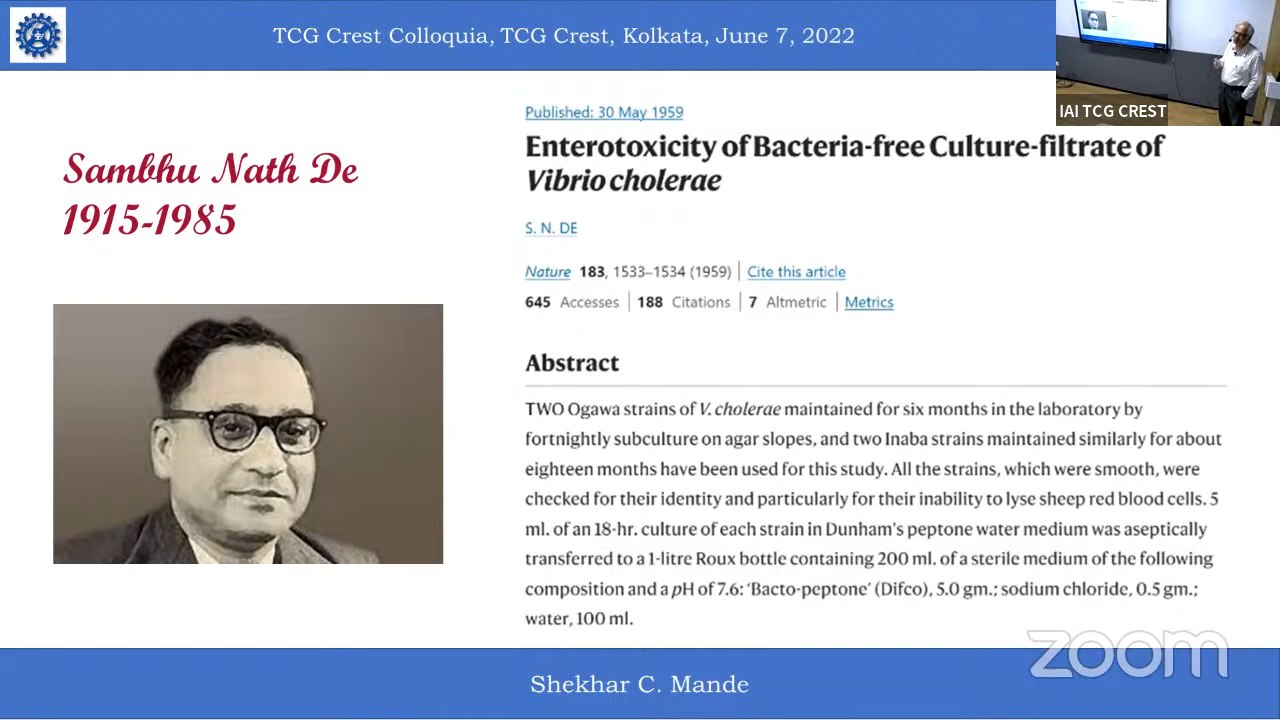 TCG Crest Colloquia, TCG Crest, Kolkata, June 7, 2022
IAI TCG CREST
Sambhu Nath De
1915-1985
Published: 30 May 1959
Enterotoxicity of Bacteria-free Culture-filtrate of
Vibrio cholerae
S. N. DE
Nature 183, 1533–1534 (1959) | Cite this article
645 Accesses | 188 Citations | 7 Altmetric | Metrics
Abstract
TWO Ogawa strains of V. cholerae maintained for six months in the laboratory by
fortnightly subculture on agar slopes, and two Inaba strains maintained similarly for about
eighteen months have been used for this study. All the strains, which were smooth, were
checked for their identity and particularly for their inability to lyse sheep red blood cells. 5
ml. of an 18-hr. culture of each strain in Dunham's peptone water medium was aseptically
transferred to a 1-litre Roux bottle containing 200 ml. of a sterile medium of the following
composition and a pH of 7.6: ‘Bacto-peptone’ (Difco), 5.0 gm.; sodium chloride, 0.5 gm.;
water, 100 ml.
zoom
Shekhar C. Mande